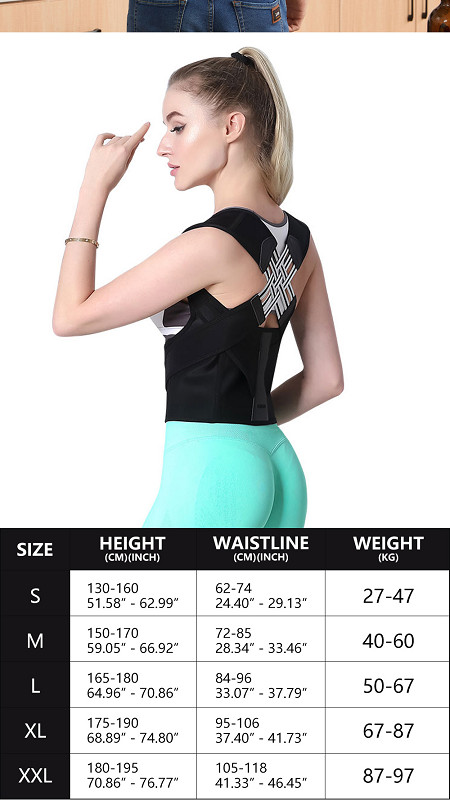 SIZE HEIGHT WAISTLINE WEIGHT
(CM)(INCH) (CM)(INCH) (KG)
S 130-160 62-74 27-47
51.58” - 62.99” 24.40” - 29.13”
M 150-170 72-85 40-60
59.05” - 66.92” 28.34” - 33.46”
L 165-180 84-96 50-67
64.96” - 70.86” 33.07” - 37.79”
XL 175-190 95-106 67-87
68.89” - 74.80” 37.40” - 41.73”
XXL 180-195 105-118 87-97
70.86” - 76.77” 41.33” - 46.45”